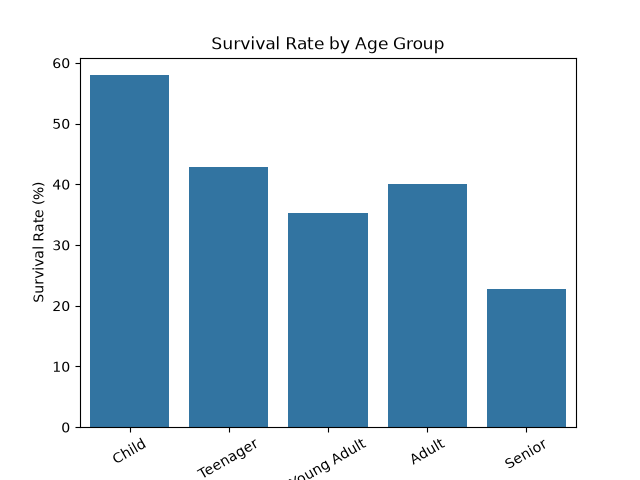 Survival Rate by Age Group
Survival Rate (%)
60
50
40
30
20
10
0
Child
Teenager
Young Adult
Adult
Senior